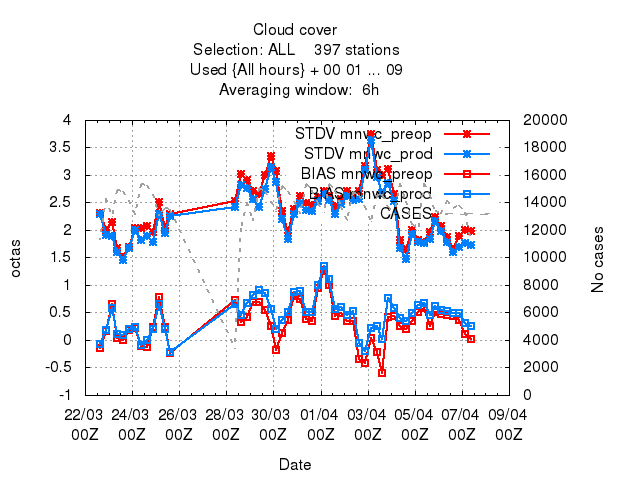 Cloud cover
Selection: ALL 397 stations
Used {All hours} + 00 01 ... 09
Averaging window: 6h
4
3.5
3
2.5
2
1.5
1
0.5
0
-0.5
-1
octas
20000
18000
16000
14000
12000
10000
8000
6000
4000
2000
0
No cases
STDV mnwc_preop
STDV mnwc_prod
BIAS mnwc_preop
BIAS mnwc_prod
CASES
22/03 24/03 26/03 28/03 30/03 01/04 03/04 05/04 07/04 09/04
00Z 00Z 00Z 00Z 00Z 00Z 00Z 00Z 00Z 00Z
Date